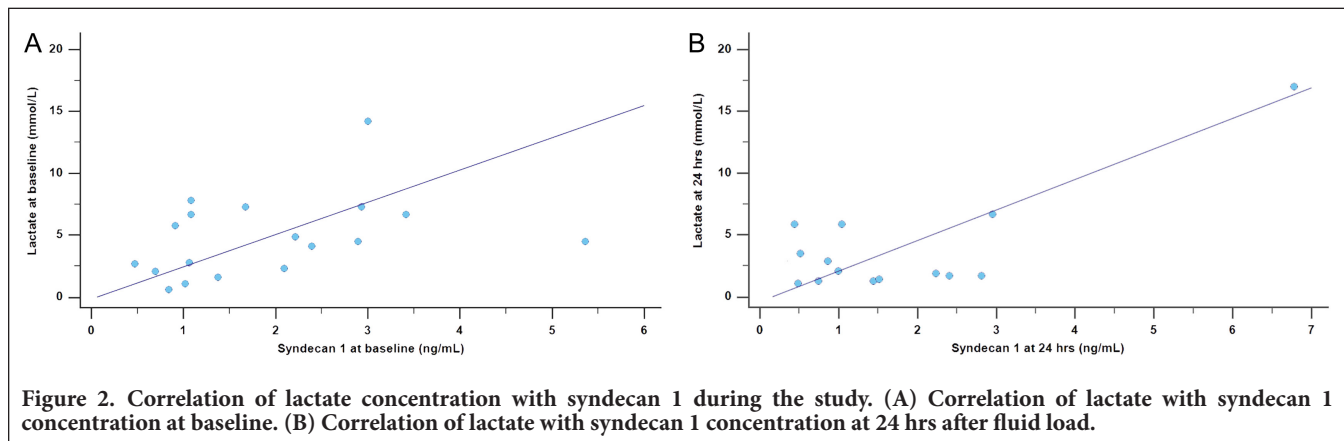 A
20
15
10
5
0
Lactate at baseline (mmol/L)
0 1 2 3 4 5 6
Syndecan 1 at baseline (ng/mL)
B
20
15
10
5
0
Lactate at 24 hrs (mmol/L)
0 1 2 3 4 5 6 7
Syndecan 1 at 24 hrs (ng/mL)
Figure 2. Correlation of lactate concentration with syndecan 1 during the study. (A) Correlation of lactate with syndecan 1
concentration at baseline. (B) Correlation of lactate with syndecan 1 concentration at 24 hrs after fluid load.